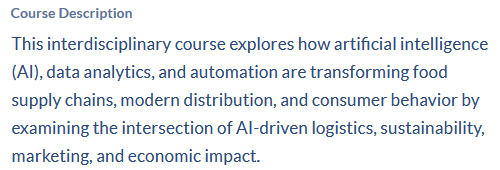 Course Description
This interdisciplinary course explores how artificial intelligence
(AI), data analytics, and automation are transforming food
supply chains, modern distribution, and consumer behavior by
examining the intersection of AI-driven logistics, sustainability,
marketing, and economic impact.